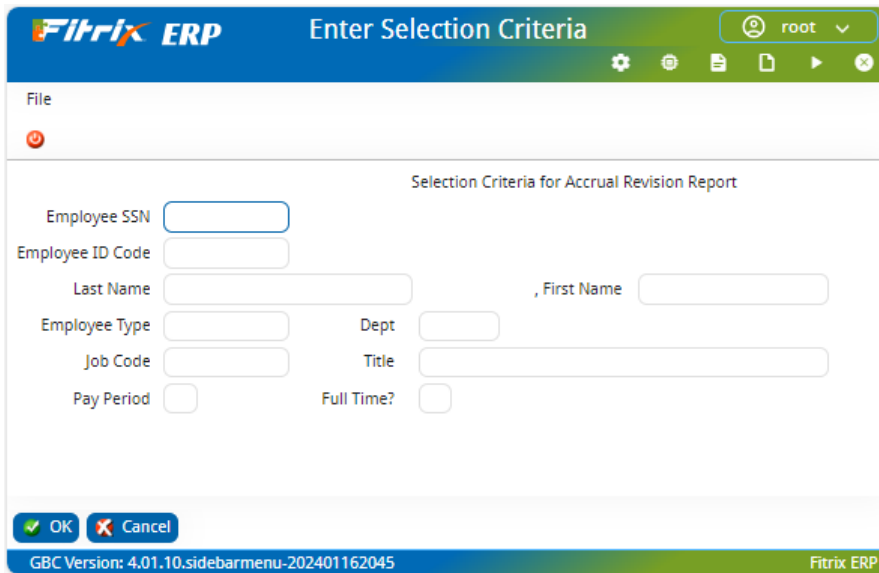 Fitrix ERP Enter Selection Criteria root
File
Selection Criteria for Accrual Revision Report
Employee SSN
Employee ID Code
Last Name , First Name
Employee Type Dept
Job Code Title
Pay Period Full Time?
OK Cancel
GBC Version: 4.01.10.sidebarmenu-202401162045 Fitrix ERP